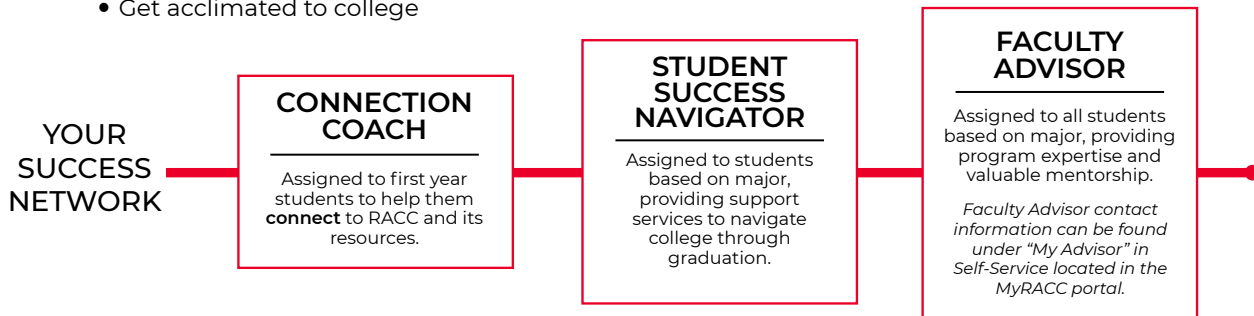 • Get acclimated to college
YOUR
SUCCESS
NETWORK
CONNECTION
COACH
Assigned to first year
students to help them
connect to RACC and its
resources.
STUDENT
SUCCESS
NAVIGATOR
Assigned to students
based on major,
providing support
services to navigate
college through
graduation.
FACULTY
ADVISOR
Assigned to all students
based on major, providing
program expertise and
valuable mentorship.
Faculty Advisor contact
information can be found
under “My Advisor” in
Self-Service located in the
MyRACC portal.